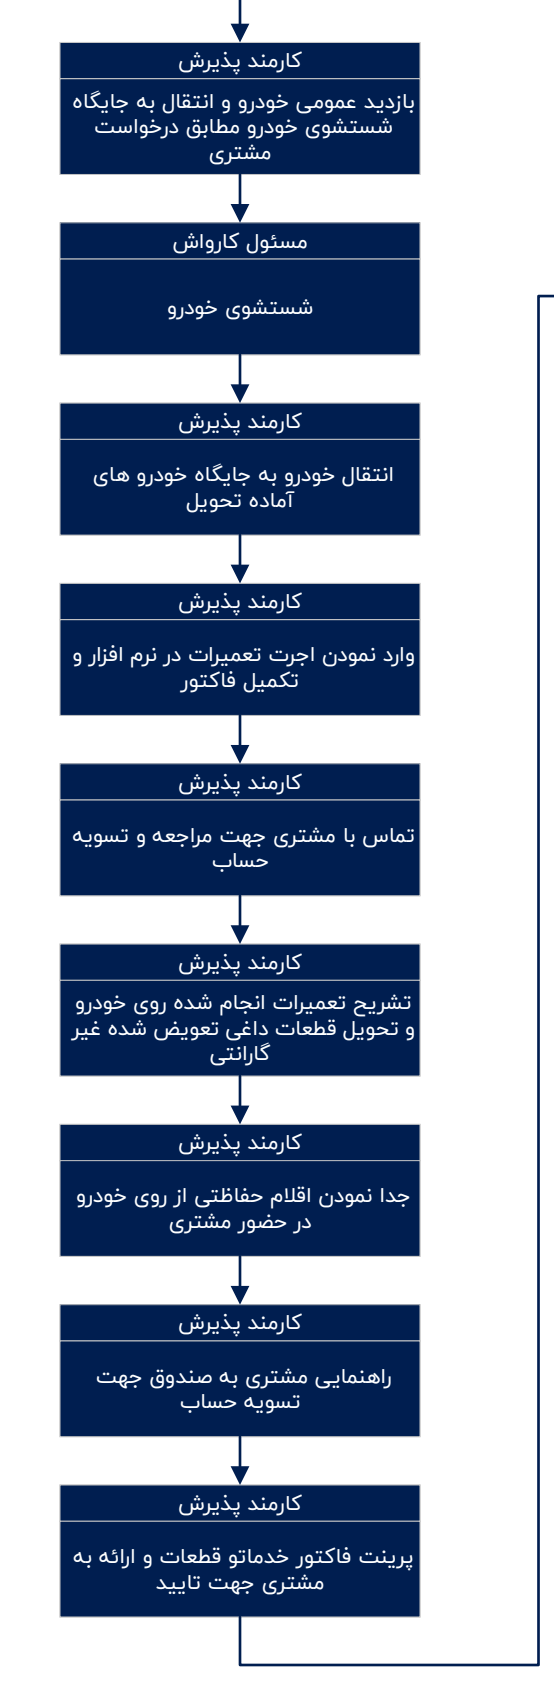 کارمند پذیرش
بازدید عمومی خودرو و انتقال به جایگاه
شستشوی خودرو مطابق درخواست
مشتری
مسئول کارواش
شستشوی خودرو
کارمند پذیرش
انتقال خودرو به جایگاه خودرو های
آماده تحویل
کارمند پذیرش
وارد نمودن اجرت تعمیرات در نرم افزار و
تکمیل فاکتور
کارمند پذیرش
تماس با مشتری جهت مراجعه و تسویه
حساب
کارمند پذیرش
تشریح تعمیرات انجام شده روی خودرو
و تحویل قطعات داغی تعویض شده غیر
گارانتی
کارمند پذیرش
جدا نمودن اقلام حفاظتی از روی خودرو
در حضور مشتری
کارمند پذیرش
راهنمایی مشتری به صندوق جهت
تسویه حساب
کارمند پذیرش
پرینت فاکتور خدماتو قطعات و ارائه به
مشتری جهت تایید